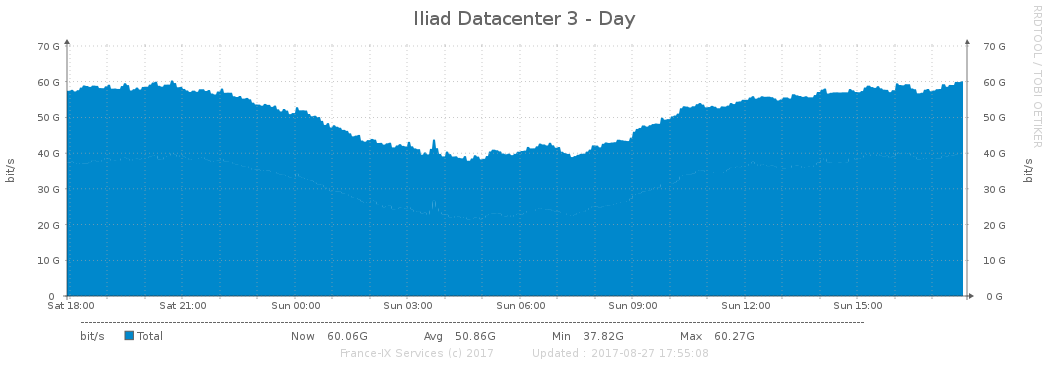 Iliad Datacenter 3 - Day
RRDTOOL / TOBI OETIKER
70 G 70 G
60 G 60 G
50 G 50 G
40 G 40 G
30 G 30 G
20 G 20 G
10 G 10 G
0 0 G
bit/s bit/s
Sat 18:00 Sat 21:00 Sun 00:00 Sun 03:00 Sun 06:00 Sun 09:00 Sun 12:00 Sun 15:00
bit/s Total Now 60.06G Avg 50.86G Min 37.82G Max 60.27G
France-IX Services (c) 2017 Updated : 2017-08-27 17:55:08